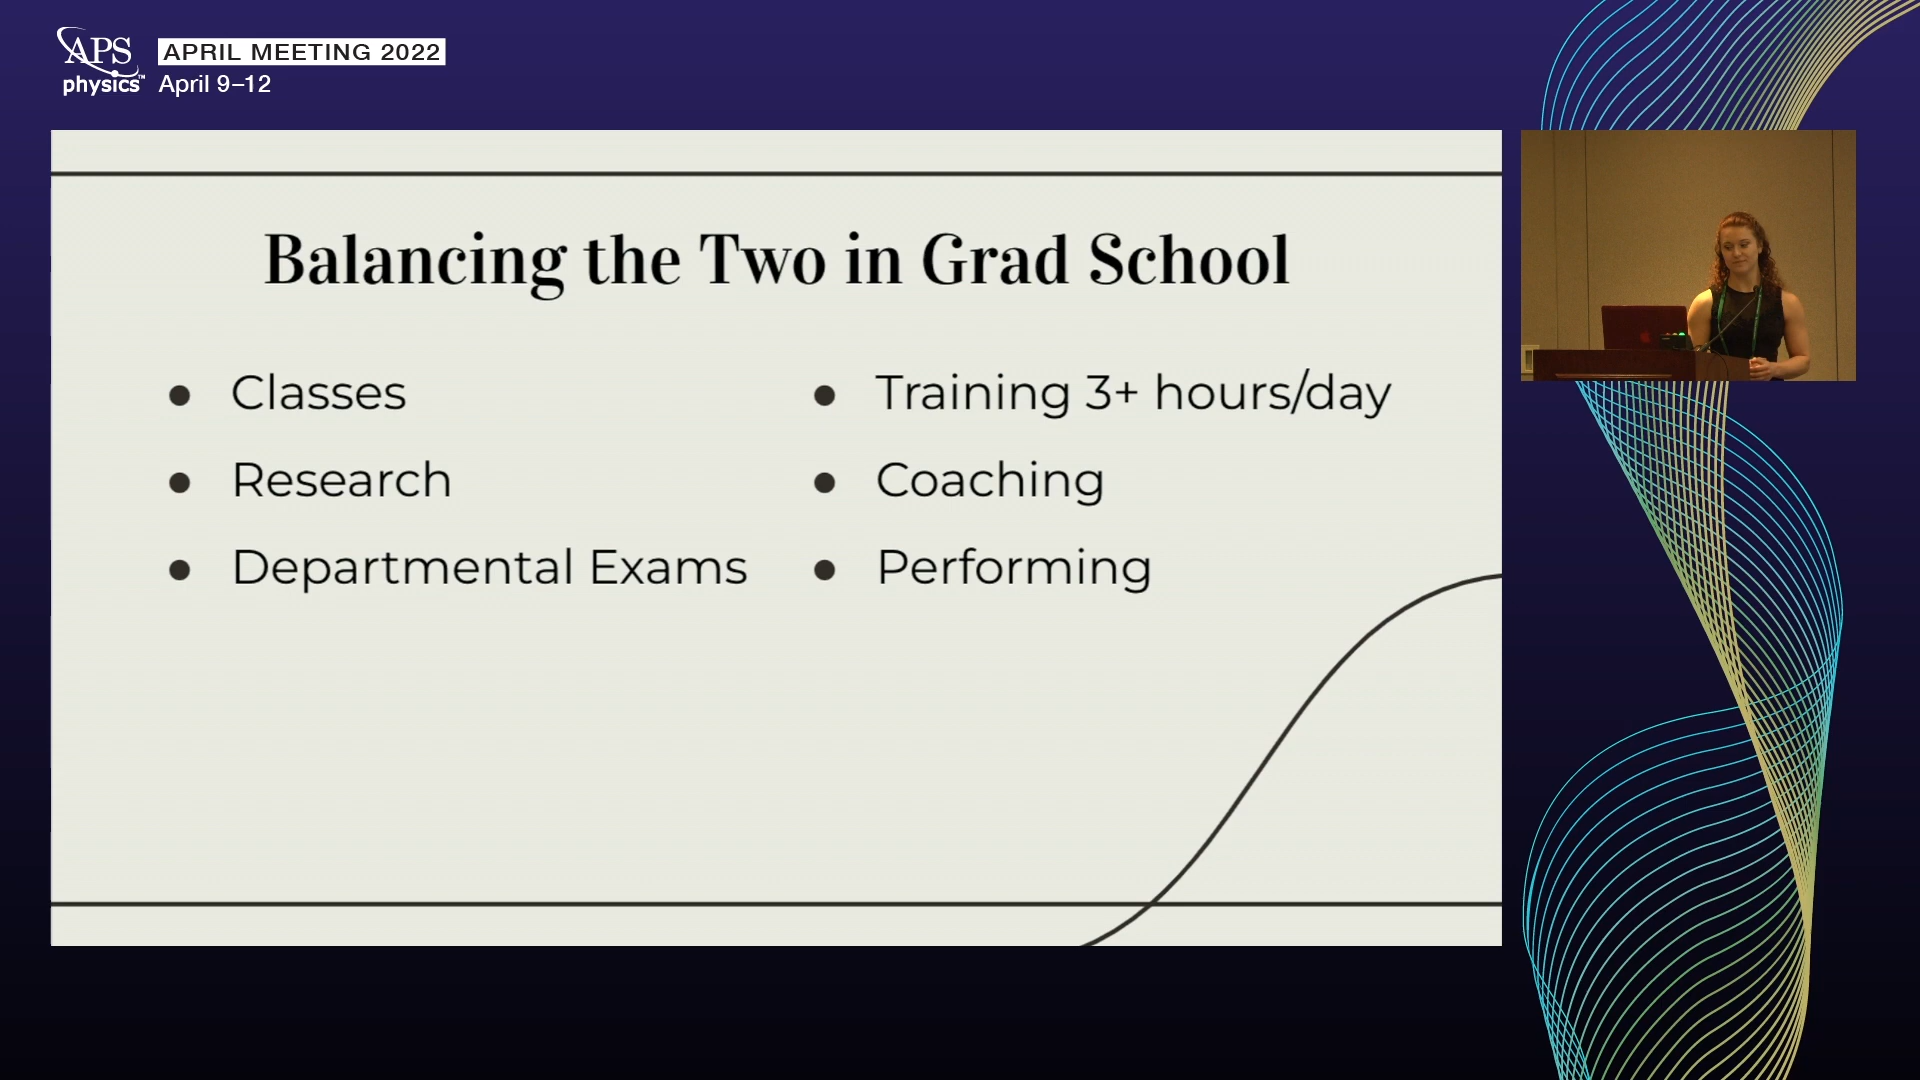 APS
physics™
APRIL MEETING 2022
April 9–12
Balancing the Two in Grad School
● Classes
● Research
● Departmental Exams
● Training 3+ hours/day
● Coaching
● Performing